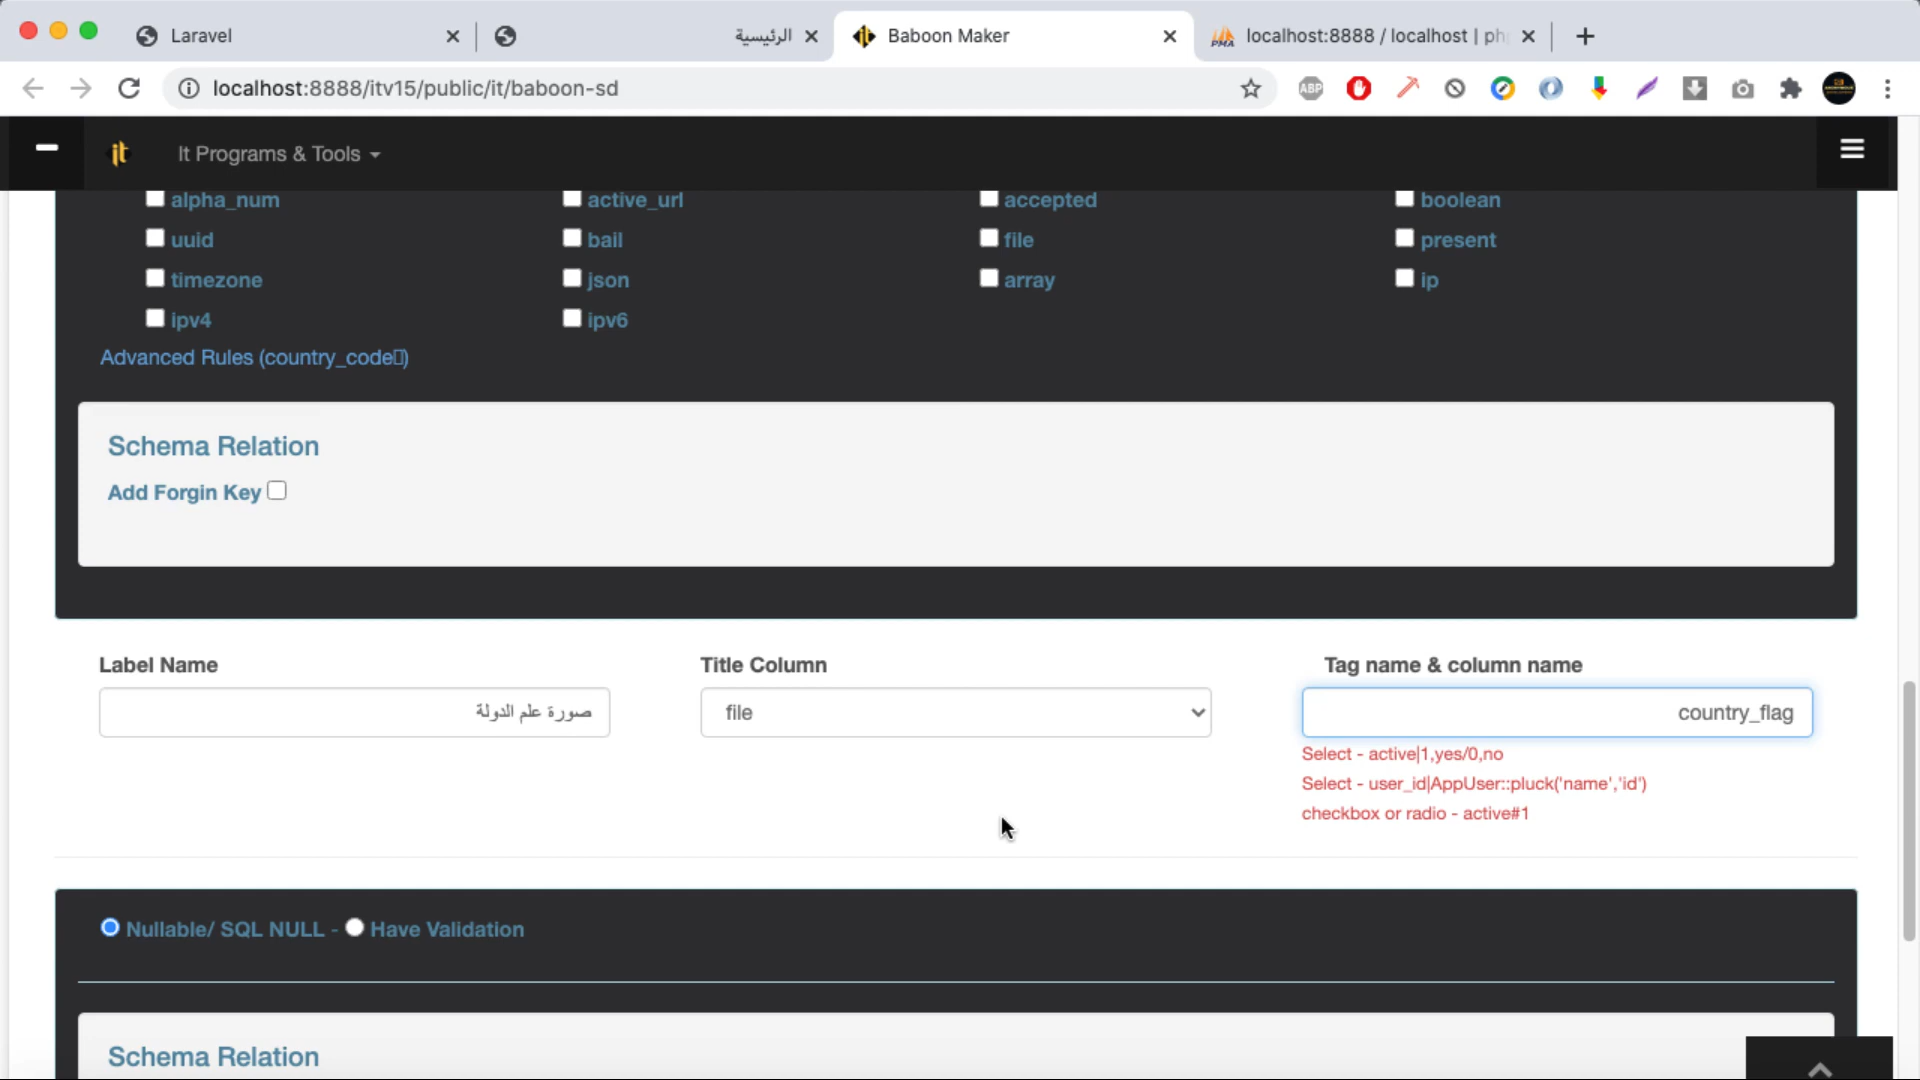 Laravel
الرئيسية
Baboon Maker
localhost:8888 / localhost | ph
localhost:8888/itv15/public/it/baboon-sd
ABP
it
It Programs & Tools
alpha_num
active_url
accepted
boolean
uuid
bail
file
present
timezone
json
array
ip
ipv4
ipv6
Advanced Rules (country_code)
Schema Relation
Add Forgin Key
Label Name
Title Column
Tag name & column name
صورة علم الدولة
file
country_flag
Select - active|1,yes/0,no
Select - user_id|AppUser::pluck('name','id')
checkbox or radio - active#1
Nullable/ SQL NULL - Have Validation
Schema Relation